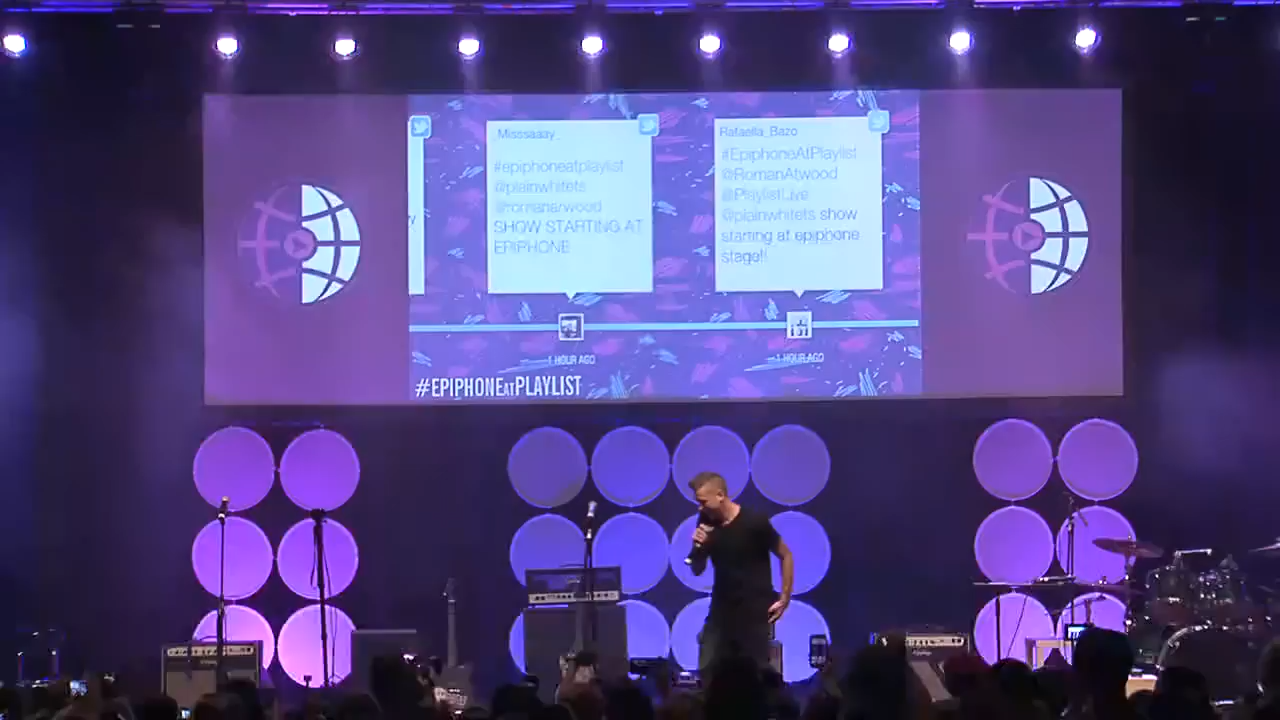 _Misssaaay_
#epiphoneatplaylist
@plainwhitets
@romanarwood
SHOW STARTING AT
EPIPHONE
1 HOUR AGO
Rafaella_Bazo
#EpiphoneAtPlaylist
@RomanAtwood
@PlaylistLive
@plainwhitets show
starting at epiphone
stage!!
1 HOUR AGO
#EPIPHONEATPLAYLIST